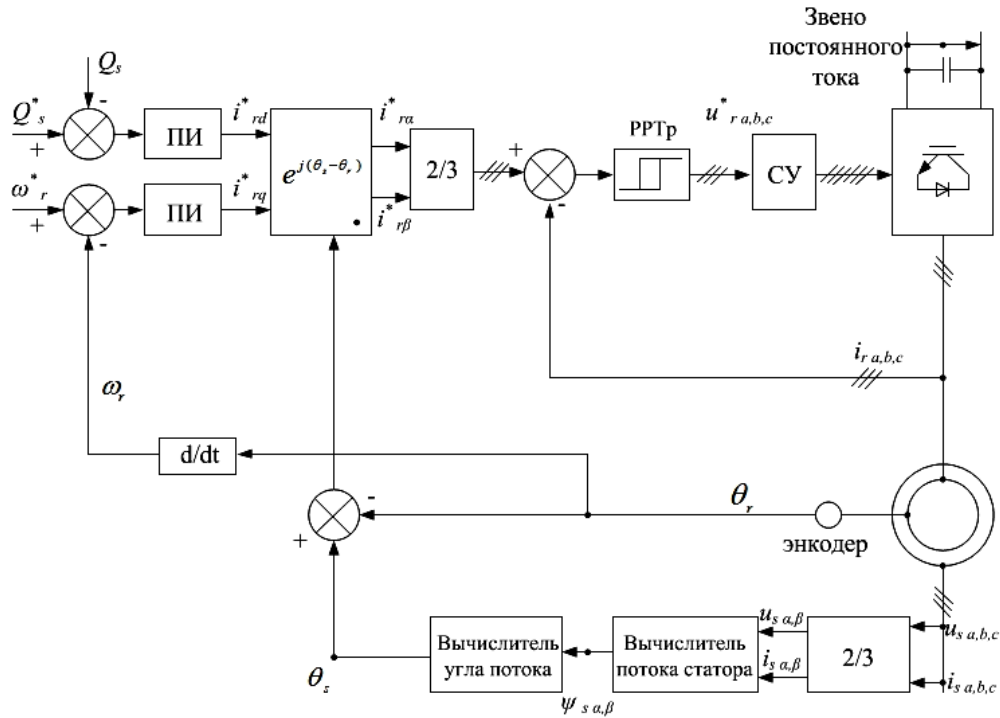 Звено
постоянного
тока
Q_s
Q*_s
-
+
ПИ
i*_rd
ω*_r
+
-
ПИ
i*_rq
e^j(θ_s-θ_r)
i*_rα
i*_rβ
2/3
+
-
РРТр
u*_r a,b,c
СУ
i_r a,b,c
ω_r
d/dt
-
+
θ_r
энкодер
θ_s
Вычислитель
угла потока
ψ_s α,β
Вычислитель
потока статора
u_s α,β
i_s α,β
2/3
u_s a,b,c
i_s a,b,c